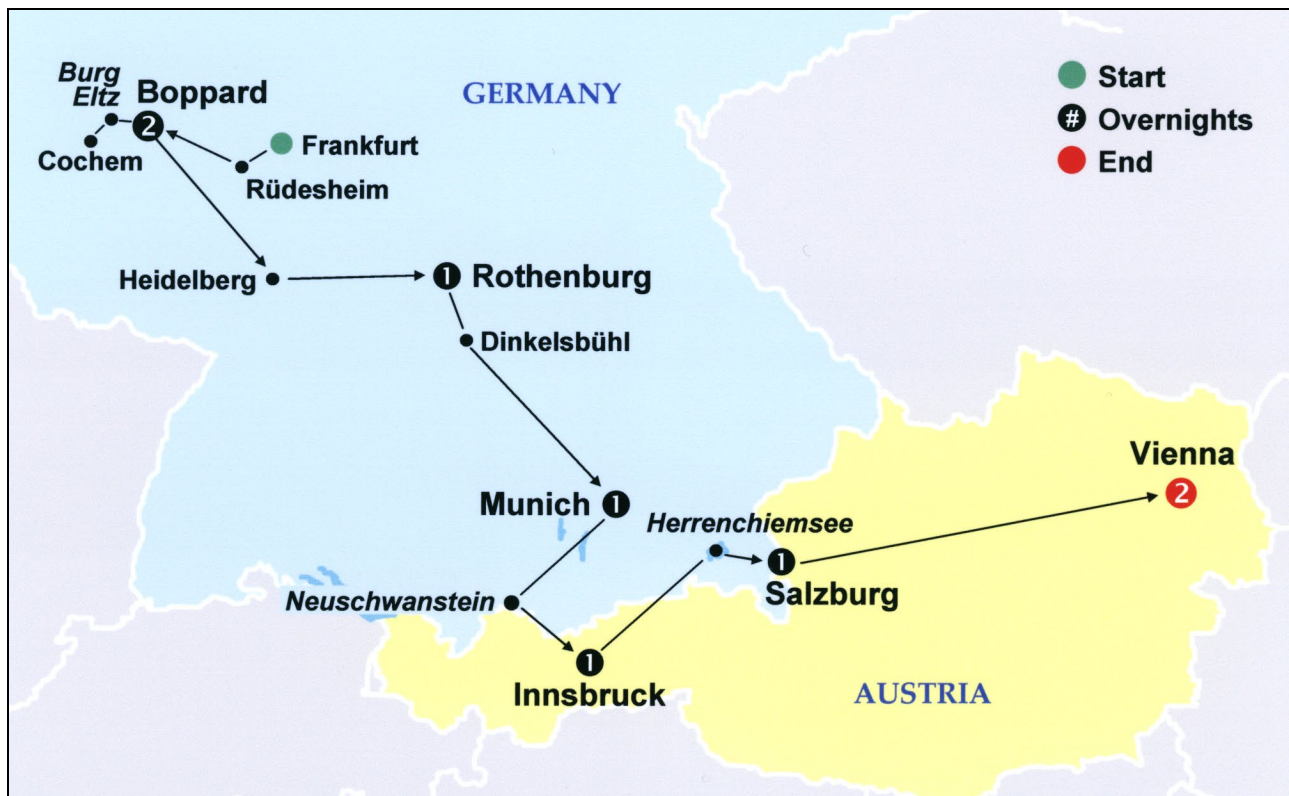 Burg
Eltz
Boppard
2
Cochem
Frankfurt
Rüdesheim
GERMANY
Start
# Overnights
End
Heidelberg
1 Rothenburg
Dinkelsbühl
Munich 1
Herrenchiemsee
1
Salzburg
Vienna
2
Neuschwanstein
1
Innsbruck
AUSTRIA